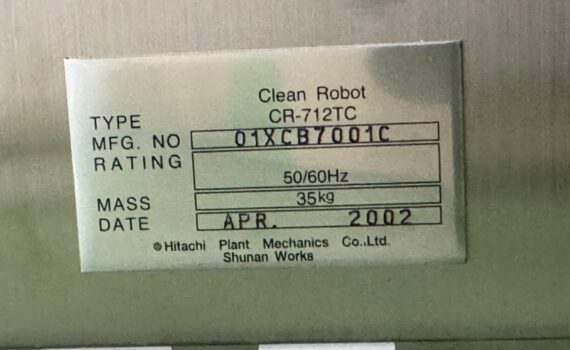 Clean Robot
TYPE CR-712TC
MFG. NO 01XCB7001C
RATING 50/60Hz
MASS 35kg
DATE APR. 2002
Hitachi Plant Mechanics Co.,Ltd.
Shunan Works